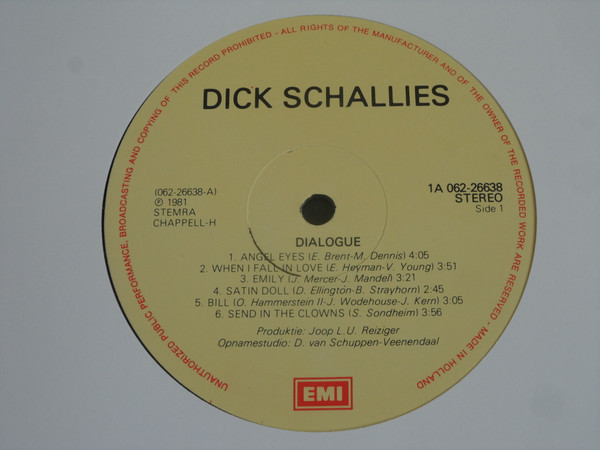 UNAUTHORIZED PUBLIC PERFORMANCE, BROADCASTING AND COPYING OF THIS RECORD PROHIBITED - ALL RIGHTS OF THE MANUFACTURER AND OF THE OWNER OF THE RECORDED WORK ARE RESERVED - MADE IN HOLLAND
DICK SCHALLIES
(062-26638-A)
℗ 1981
STEMRA
CHAPPELL-H
1A 062-26638
STEREO
Side 1
DIALOGUE
1. ANGEL EYES (E. Brent-M. Dennis) 4:05
2. WHEN I FALL IN LOVE (E. Heyman-V. Young) 3:51
3. EMILY (J. Mercer-J. Mandel) 3:21
4. SATIN DOLL (D. Ellington-B. Strayhorn) 2:45
5. BILL (O. Hammerstein II-J. Wodehouse-J. Kern) 3:05
6. SEND IN THE CLOWNS (S. Sondheim) 3:56
Produktie: Joop L.U. Reiziger
Opnamestudio: D. van Schuppen-Veenendaal
EMI